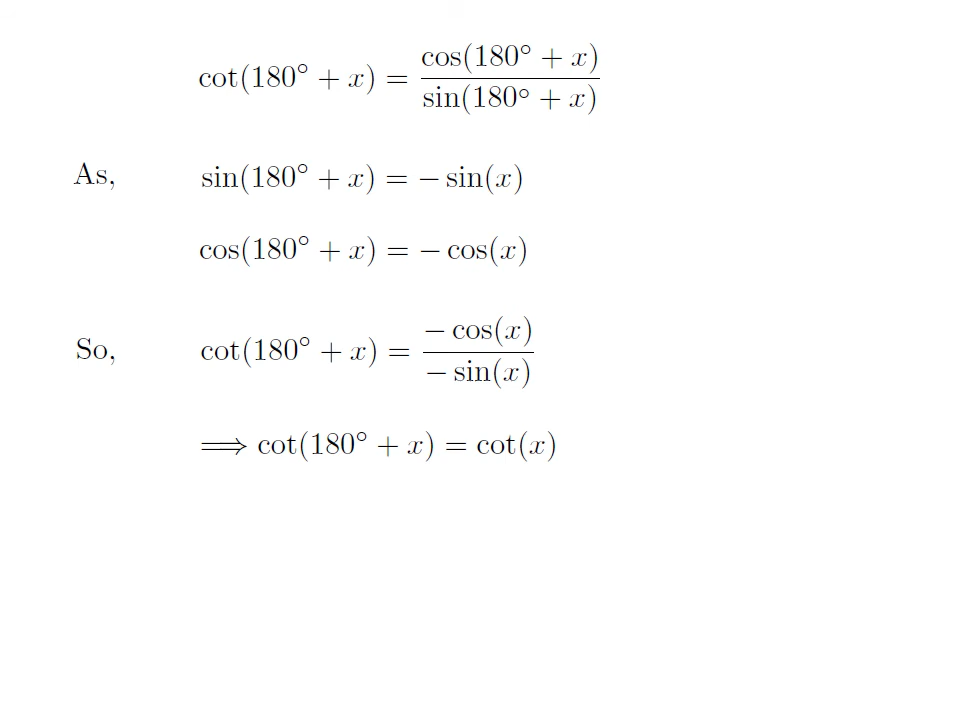 cot(180° + x) = cos(180° + x) / sin(180° + x)
As, sin(180° + x) = − sin(x)
cos(180° + x) = − cos(x)
So, cot(180° + x) = − cos(x) / − sin(x)
⟹ cot(180° + x) = cot(x)